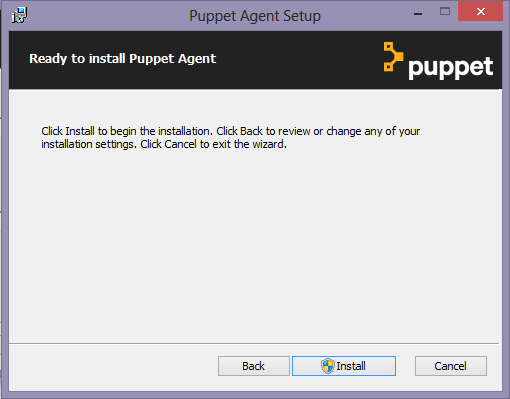 Puppet Agent Setup
Ready to install Puppet Agent
puppet
Click Install to begin the installation. Click Back to review or change any of your
installation settings. Click Cancel to exit the wizard.
Back
Install
Cancel